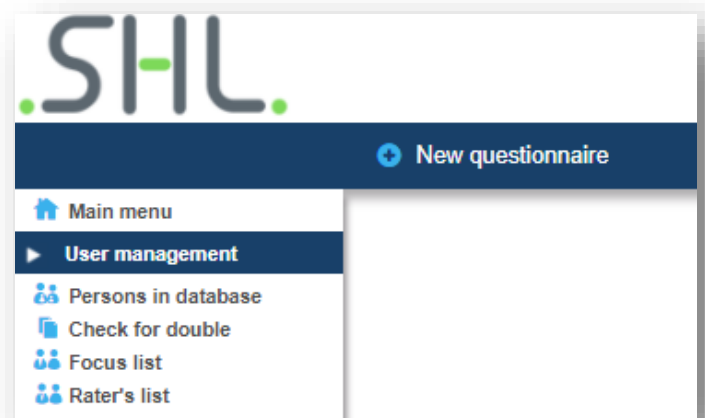 .SHL.
New questionnaire
Main menu
User management
Persons in database
Check for double
Focus list
Rater's list